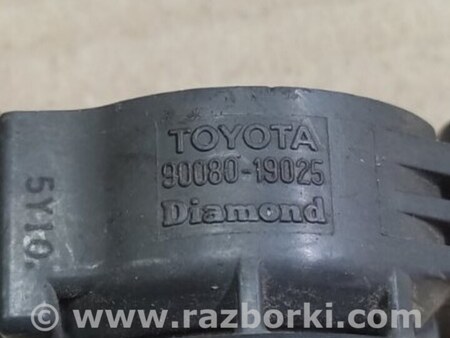 TOYOTA
90080-19025
Diamond
5Y10.
www.razborki.com